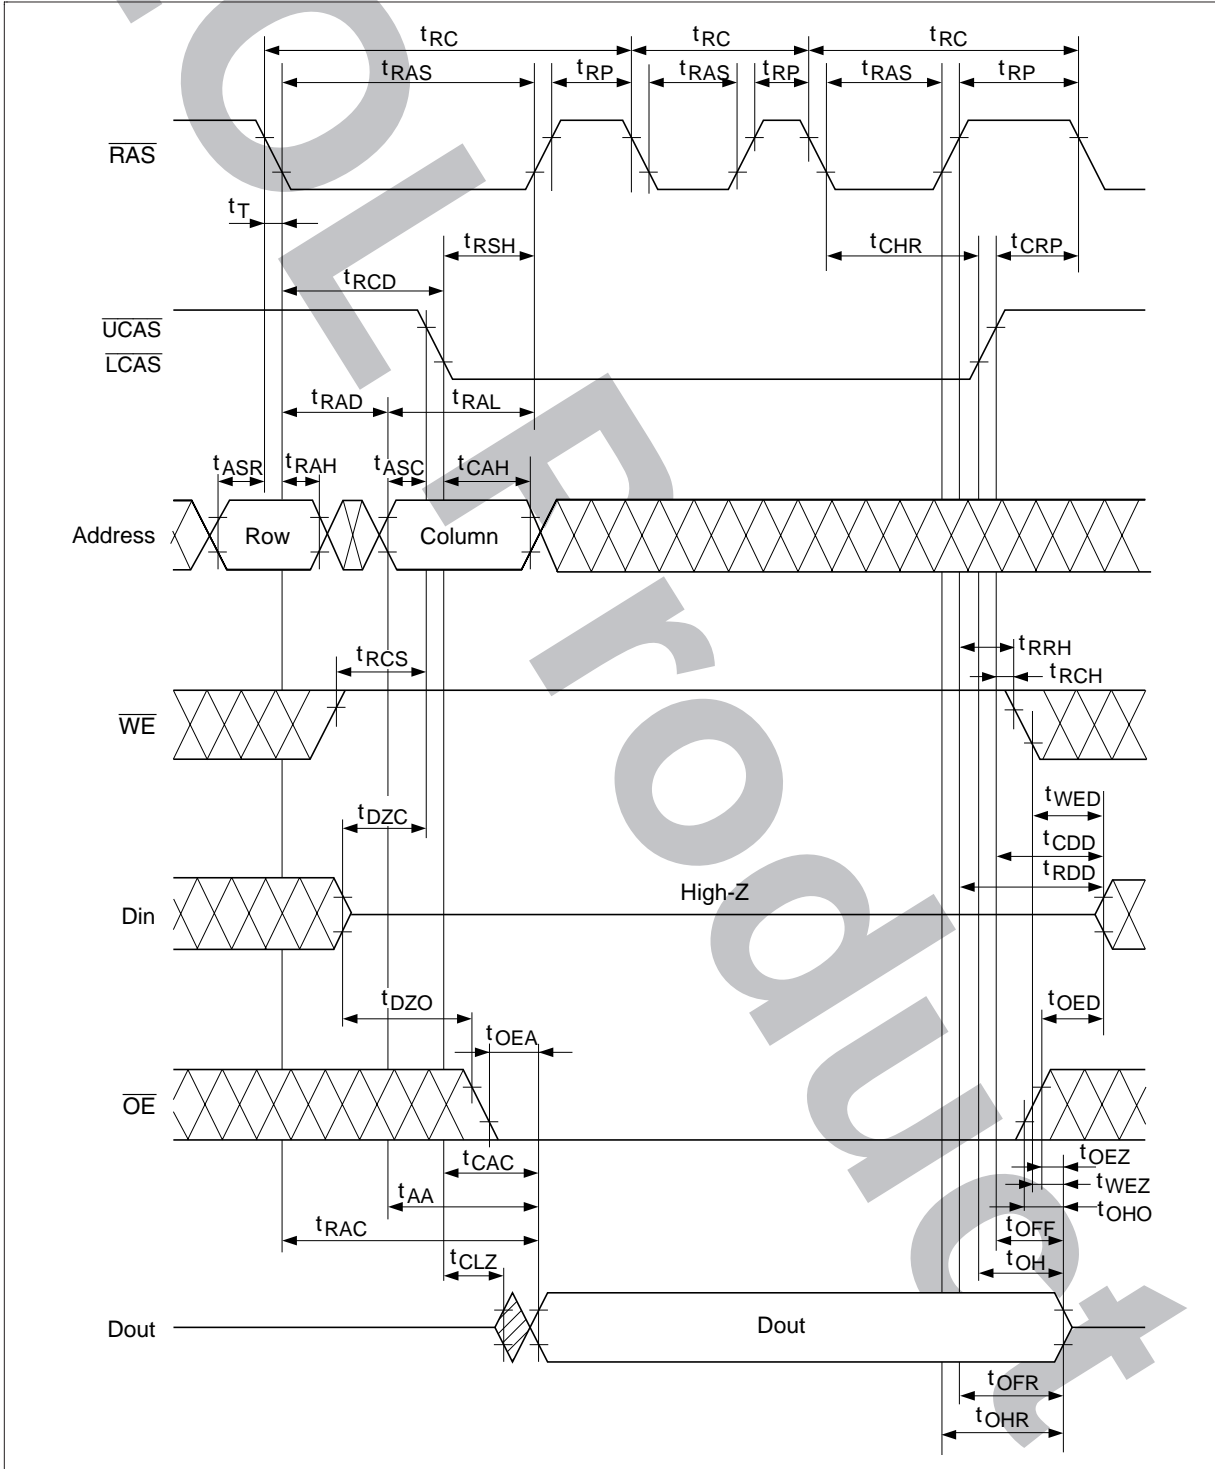 tRC tRC tRC
tRAS tRP tRAS tRP tRAS tRP
RAS
tT
tRSH tCHR tCRP
tRCD
UCAS
LCAS
tRAD tRAL
tASR tRAH tASC tCAH
Address Row Column
tRRH
tRCS tRCH
WE
tWED
tDZC
tCDD
tRDD
High-Z
Din
tDZO tOED
tOEA
OE
tCAC tOEZ
tWEZ
tAA tOHO
tRAC tOFF
tCLZ tOH
Dout Dout
tOFR
tOHR
EOL Product